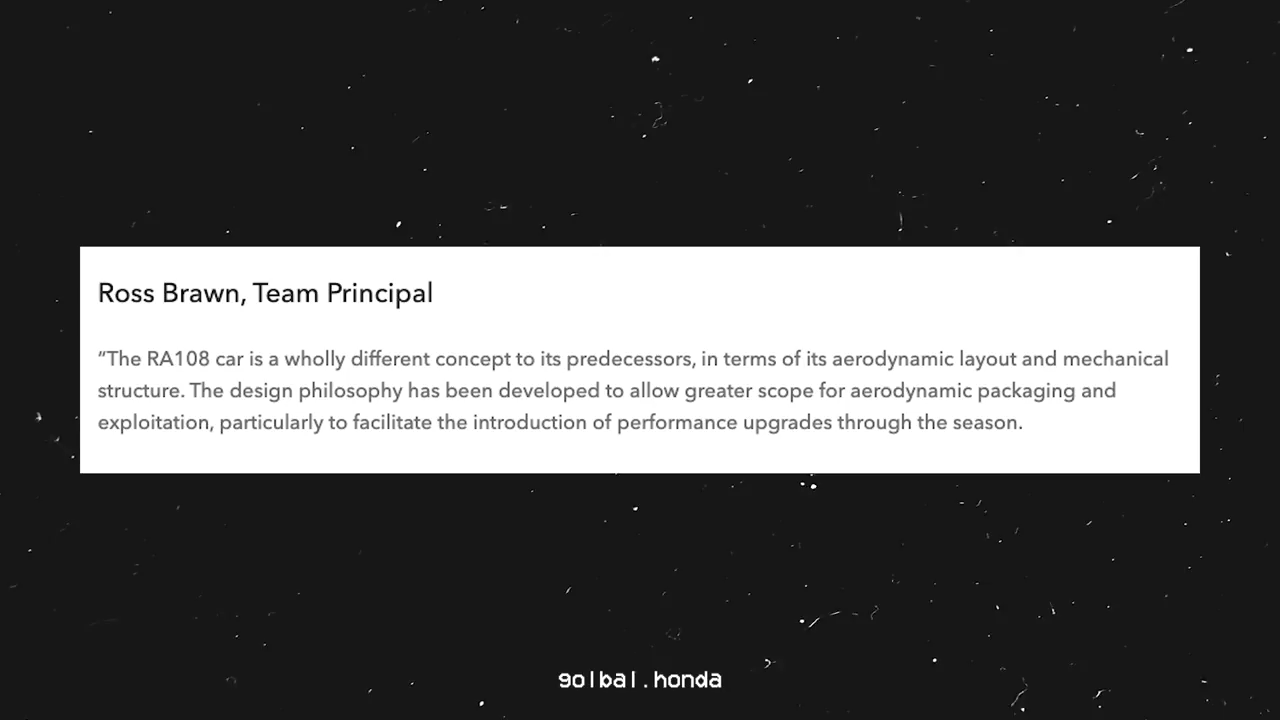 Ross Brawn, Team Principal
“The RA108 car is a wholly different concept to its predecessors, in terms of its aerodynamic layout and mechanical
structure. The design philosophy has been developed to allow greater scope for aerodynamic packaging and
exploitation, particularly to facilitate the introduction of performance upgrades through the season.
golbal.honda